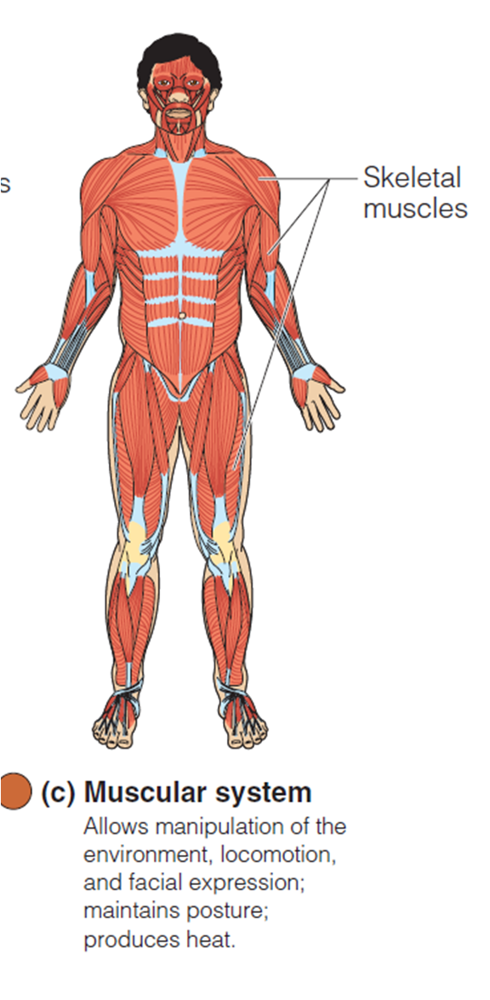 s
Skeletal
muscles
(c) Muscular system
Allows manipulation of the
environment, locomotion,
and facial expression;
maintains posture;
produces heat.